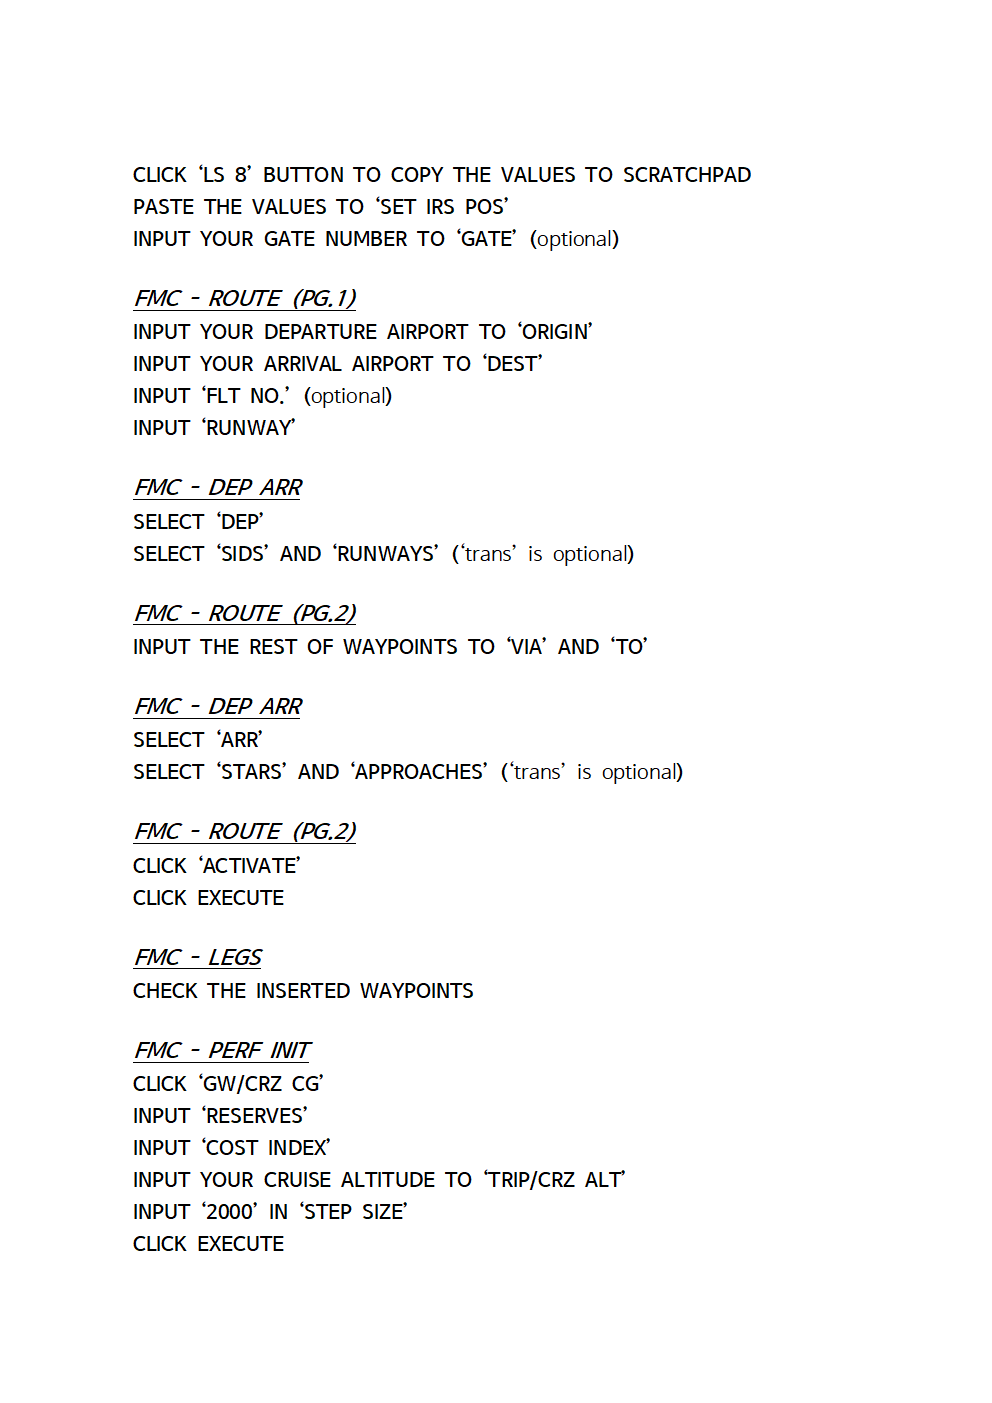 CLICK ‘LS 8’ BUTTON TO COPY THE VALUES TO SCRATCHPAD
PASTE THE VALUES TO ‘SET IRS POS’
INPUT YOUR GATE NUMBER TO ‘GATE’ (optional)
FMC - ROUTE (PG.1)
INPUT YOUR DEPARTURE AIRPORT TO ‘ORIGIN’
INPUT YOUR ARRIVAL AIRPORT TO ‘DEST’
INPUT ‘FLT NO.’ (optional)
INPUT ‘RUNWAY’
FMC - DEP ARR
SELECT ‘DEP’
SELECT ‘SIDS’ AND ‘RUNWAYS’ (‘trans’ is optional)
FMC - ROUTE (PG.2)
INPUT THE REST OF WAYPOINTS TO ‘VIA’ AND ‘TO’
FMC - DEP ARR
SELECT ‘ARR’
SELECT ‘STARS’ AND ‘APPROACHES’ (‘trans’ is optional)
FMC - ROUTE (PG.2)
CLICK ‘ACTIVATE’
CLICK EXECUTE
FMC - LEGS
CHECK THE INSERTED WAYPOINTS
FMC - PERF INIT
CLICK ‘GW/CRZ CG’
INPUT ‘RESERVES’
INPUT ‘COST INDEX’
INPUT YOUR CRUISE ALTITUDE TO ‘TRIP/CRZ ALT’
INPUT ‘2000’ IN ‘STEP SIZE’
CLICK EXECUTE